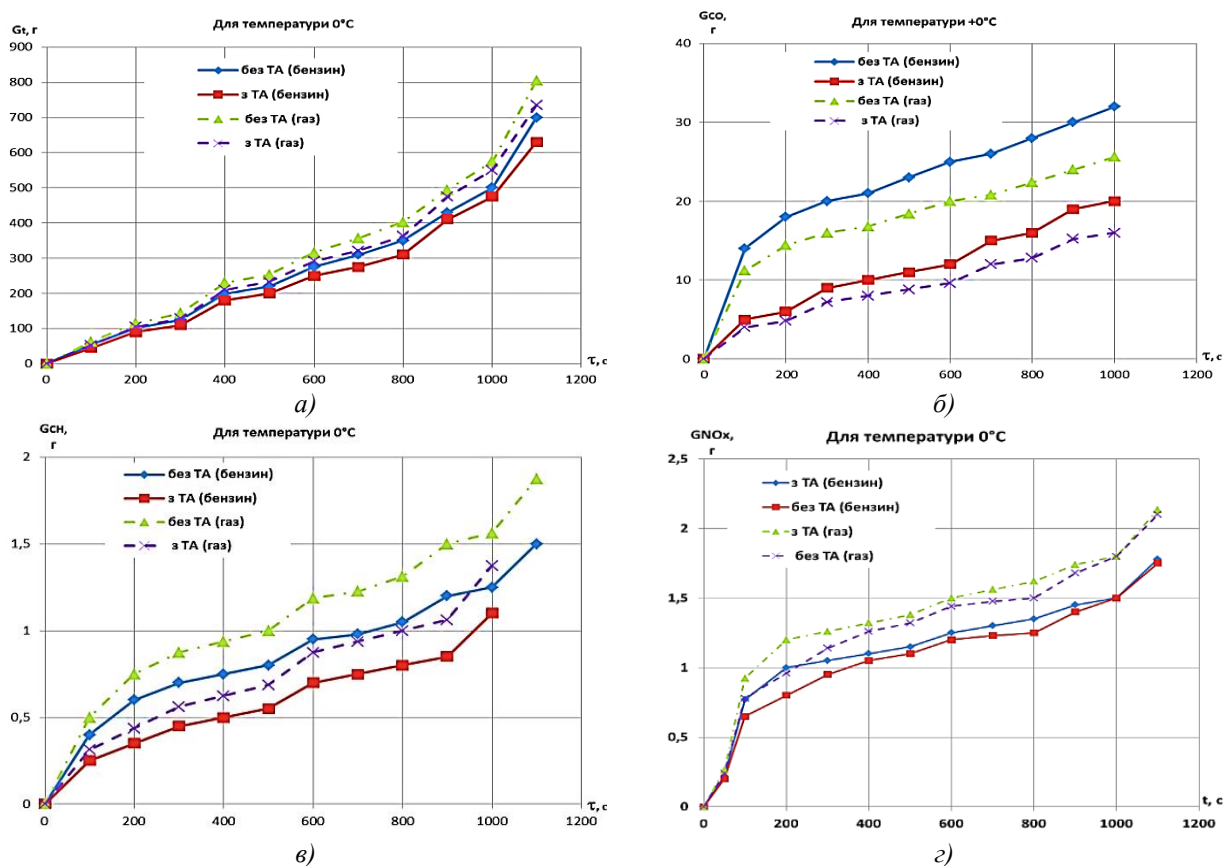 Для температури 0°С
Gt, г
900
800
700
600
500
400
300
200
100
0
без ТА (бензин)
з ТА (бензин)
без ТА (газ)
з ТА (газ)
0 200 400 600 800 1000 1200
τ, с
а)
Для температури +0°С
Gco,
г
40
30
20
10
0
без ТА (бензин)
з ТА (бензин)
без ТА (газ)
з ТА (газ)
0 200 400 600 800 1000 1200
τ, с
б)
Для температури 0°С
GCH,
г
2
1,5
1
0,5
0
без ТА (бензин)
з ТА (бензин)
без ТА (газ)
з ТА (газ)
0 200 400 600 800 1000 1200
τ, с
в)
Для температури 0°С
GNOx,
г
2,5
2
1,5
1
0,5
0
з ТА (бензин)
без ТА (бензин)
з ТА (газ)
без ТА (газ)
0 200 400 600 800 1000 1200
t, с
г)